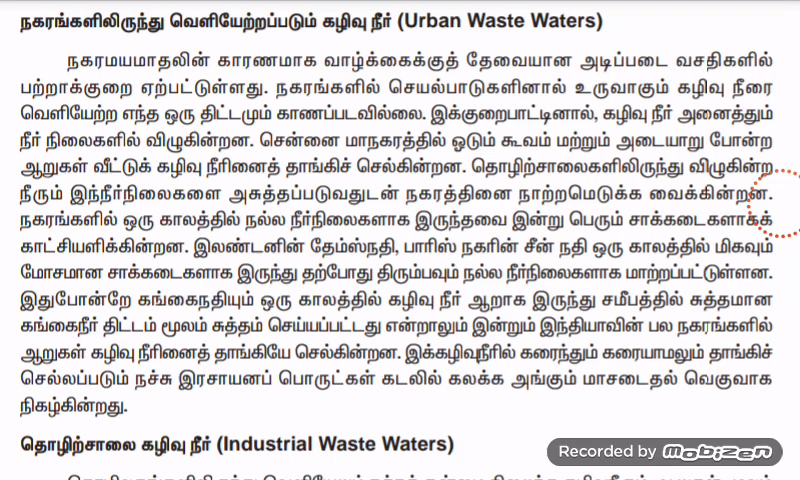 நகரங்களிலிருந்து வெளியேற்றப்படும் கழிவு நீர் (Urban Waste Waters)
நகரமயமாதலின் காரணமாக வாழ்க்கைக்குத் தேவையான அடிப்படை வசதிகளில்
பற்றாக்குறை ஏற்பட்டுள்ளது. நகரங்களில் செயல்பாடுகளினால் உருவாகும் கழிவு நீரை
வெளியேற்ற எந்த ஒரு திட்டமும் காணப்படவில்லை. இக்குறைபாட்டினால், கழிவு நீர் அனைத்தும்
நீர் நிலைகளில் விழுகின்றன. சென்னை மாநகரத்தில் ஓடும் கூவம் மற்றும் அடையாறு போன்ற
ஆறுகள் வீட்டுக் கழிவு நீரினைத் தாங்கிச் செல்கின்றன. தொழிற்சாலைகளிலிருந்து விழுகின்ற
நீரும் இந்நீர்நிலைகளை அசுத்தப்படுவதுடன் நகரத்தினை நாற்றமெடுக்க வைக்கின்றன.
நகரங்களில் ஒரு காலத்தில் நல்ல நீர்நிலைகளாக இருந்தவை இன்று பெரும் சாக்கடைகளாகக்
காட்சியளிக்கின்றன. இலண்டனின் தேம்ஸ்நதி, பாரிஸ் நகரின் சீன் நதி ஒரு காலத்தில் மிகவும்
மோசமான சாக்கடைகளாக இருந்து தற்போது திரும்பவும் நல்ல நீர்நிலைகளாக மாற்றப்பட்டுள்ளன.
இதுபோன்றே கங்கைநதியும் ஒரு காலத்தில் கழிவு நீர் ஆறாக இருந்து சமீபத்தில் சுத்தமான
கங்கைநீர் திட்டம் மூலம் சுத்தம் செய்யப்பட்டது என்றாலும் இன்றும் இந்தியாவின் பல நகரங்களில்
ஆறுகள் கழிவு நீரினைத் தாங்கியே செல்கின்றன. இக்கழிவுநீரில் கரைந்தும் கரையாமலும் தாங்கிச்
செல்லப்படும் நச்சு இரசாயனப் பொருட்கள் கடலில் கலக்க அங்கும் மாசடைதல் வெகுவாக
நிகழ்கின்றது.
தொழிற்சாலை கழிவு நீர் (Industrial Waste Waters)
Recorded by mobizen